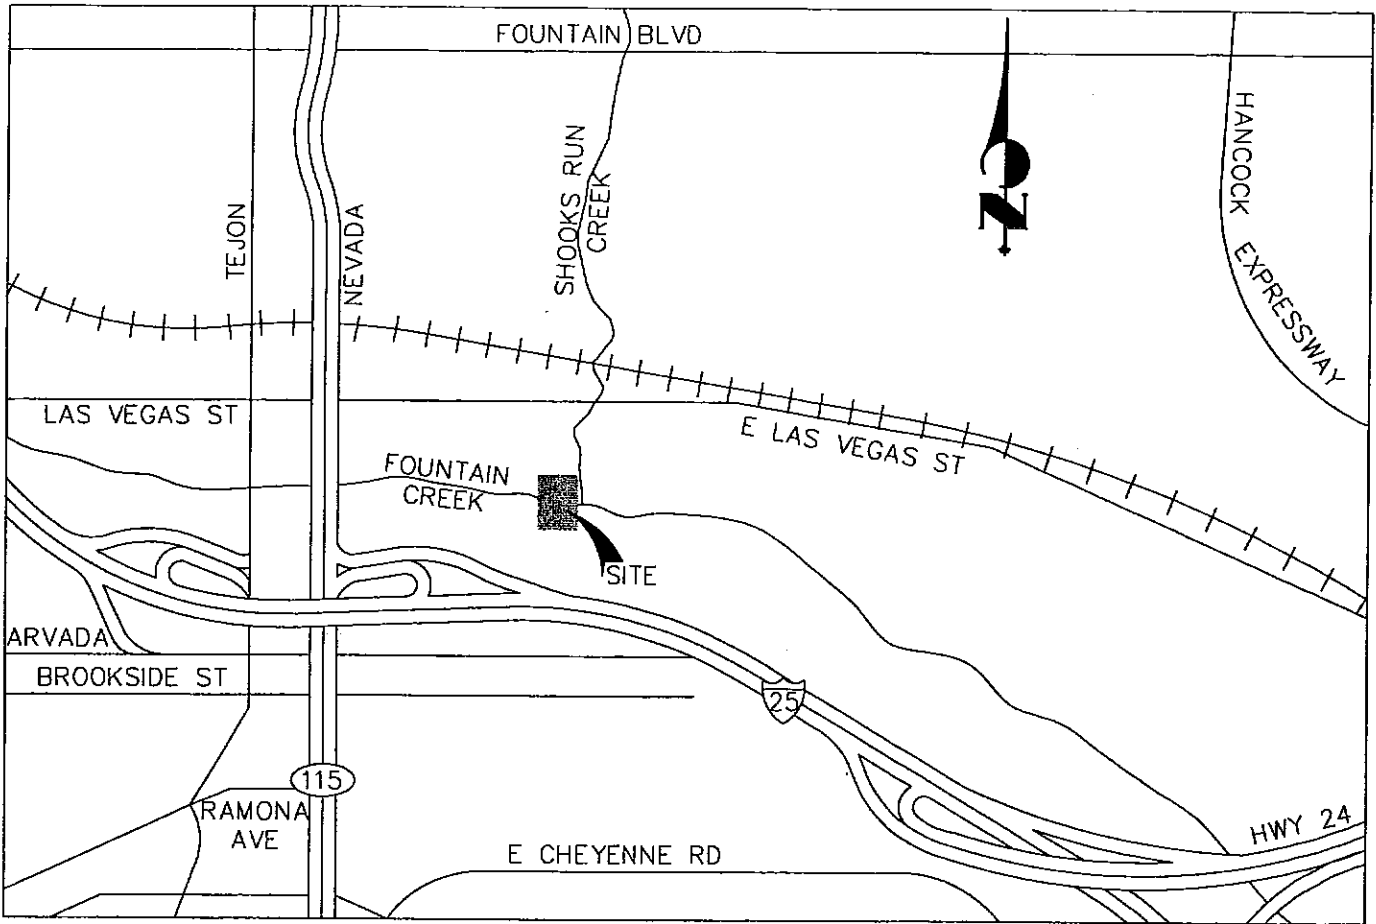 FOUNTAIN BLVD
HANCOCK EXPRESSWAY
SHOOKS RUN
CREEK
N
TEJON
NEVADA
LAS VEGAS ST
E LAS VEGAS ST
FOUNTAIN
CREEK
SITE
ARVADA
BROOKSIDE ST
25
115
RAMONA
AVE
E CHEYENNE RD
HWY 24